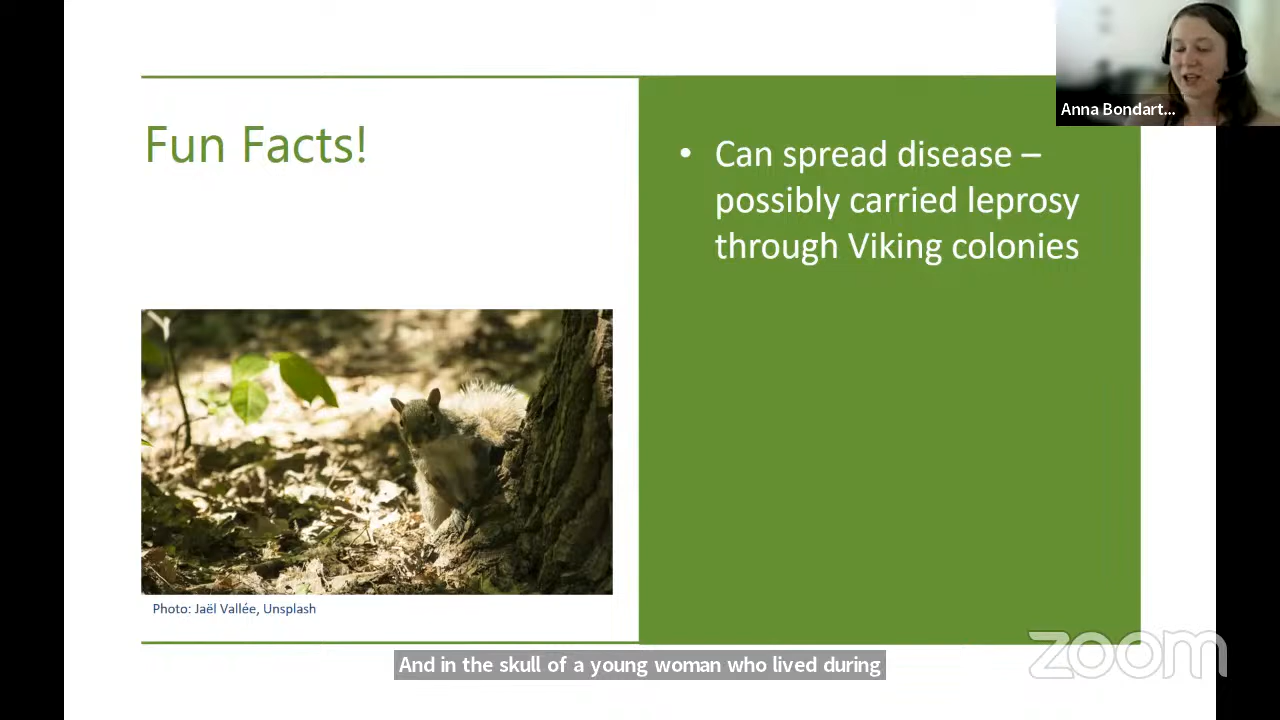 Fun Facts!
• Can spread disease –
possibly carried leprosy
through Viking colonies
Anna Bondart...
Photo: Jaël Vallée, Unsplash
And in the skull of a young woman who lived during
zoom